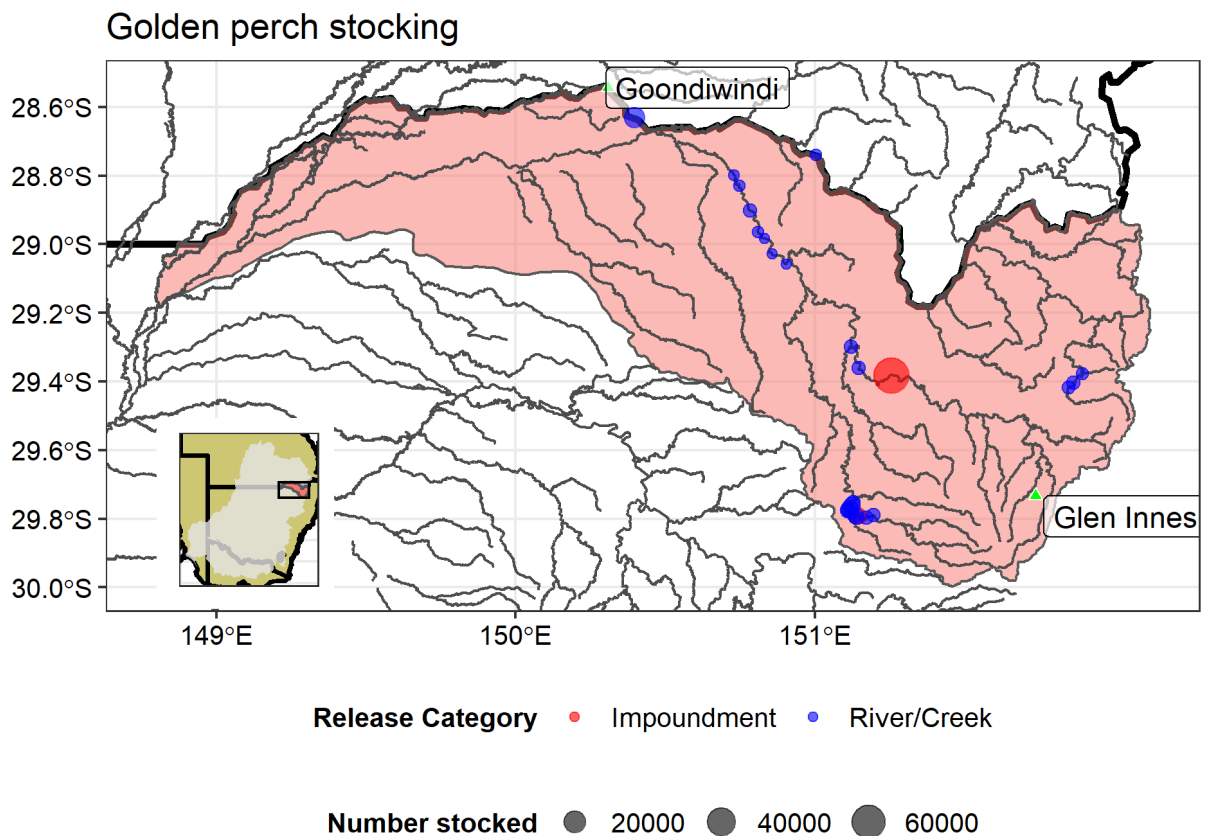 Golden perch stocking
Goondiwindi
28.6°S
28.8°S
29.0°S
29.2°S
29.4°S
29.6°S
29.8°S
Glen Innes
30.0°S
149°E 150°E 151°E
Release Category Impoundment River/Creek
Number stocked 20000 40000 60000